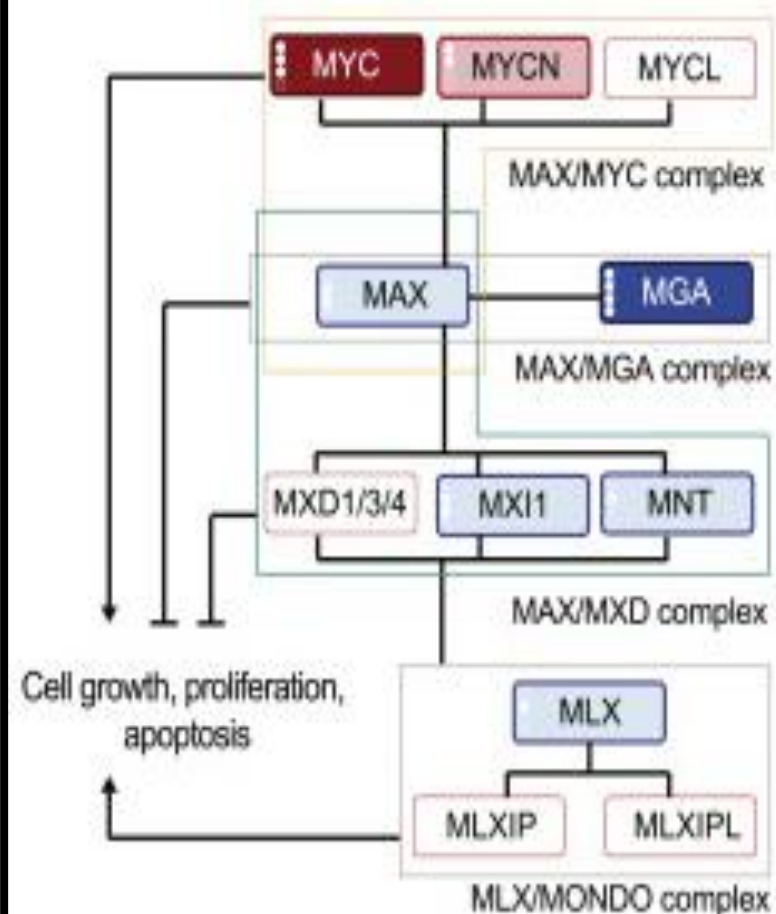 MYC MYCN MYCL
MAX/MYC complex
MAX MGA
MAX/MGA complex
MXD1/3/4 MXI1 MNT
MAX/MXD complex
Cell growth, proliferation,
apoptosis
MLX
MLXIP MLXIPL
MLX/MONDO complex